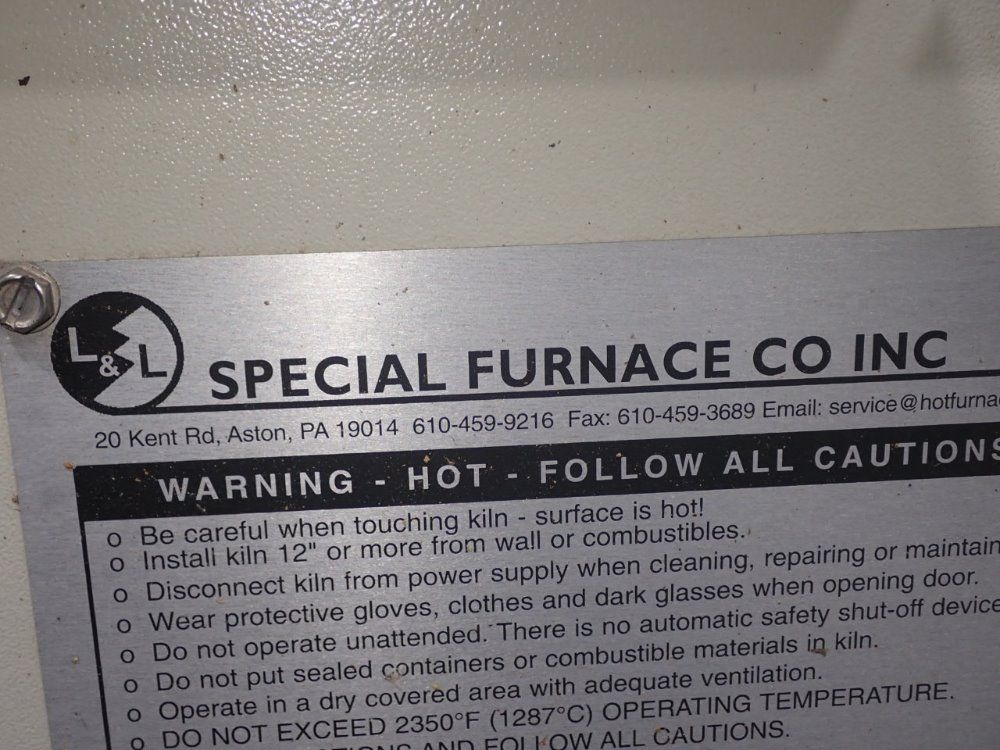 L&L
SPECIAL FURNACE CO INC
20 Kent Rd, Aston, PA 19014 610-459-9216 Fax: 610-459-3689 Email: service@hotfurna
WARNING - HOT - FOLLOW ALL CAUTIONS
o Be careful when touching kiln - surface is hot!
o Install kiln 12" or more from wall or combustibles.
o Disconnect kiln from power supply when cleaning, repairing or maintain
o Wear protective gloves, clothes and dark glasses when opening door.
o Do not operate unattended. There is no automatic safety shut-off device
o Do not put sealed containers or combustible materials in kiln.
o Operate in a dry covered area with adequate ventilation.
o DO NOT EXCEED 2350°F (1287°C) OPERATING TEMPERATURE.
AND FOLLOW ALL CAUTIONS.